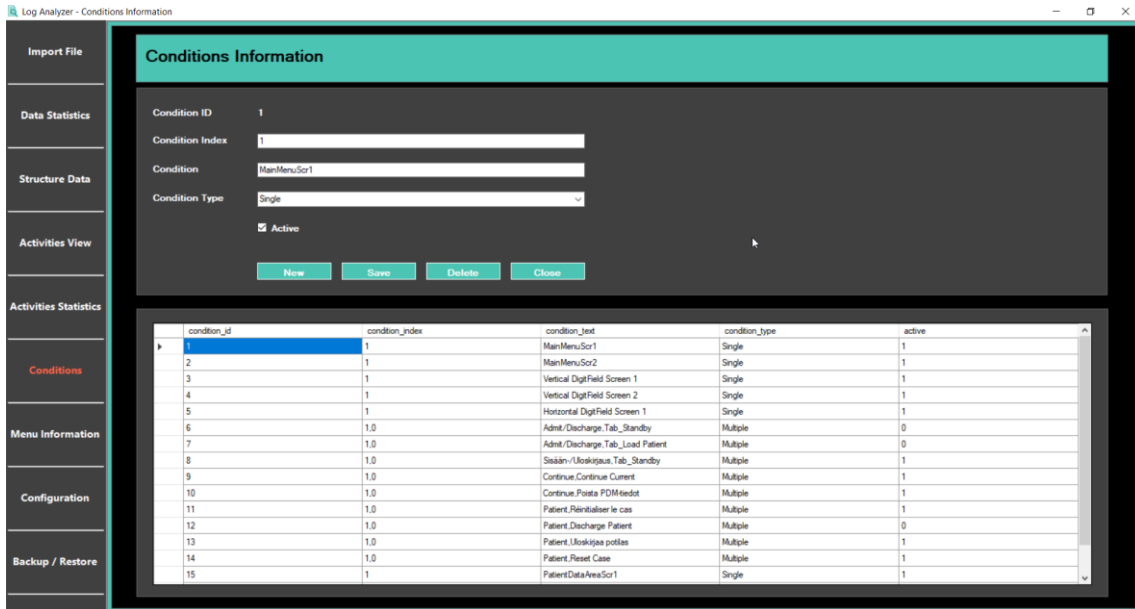 Log Analyzer - Conditions Information
Import File
Data Statistics
Structure Data
Activities View
Activities Statistics
Conditions
Menu Information
Configuration
Backup / Restore
Conditions Information
Condition ID 1
Condition Index 1
Condition MainMenuScr1
Condition Type Single
Active
New Save Delete Close
condition_id condition_index condition_text condition_type active
1 1 MainMenuScr1 Single 1
2 1 MainMenuScr2 Single 1
3 1 Vertical DigitField Screen 1 Single 1
4 1 Vertical DigitField Screen 2 Single 1
5 1 Horizontal DigitField Screen 1 Single 1
6 1,0 Admit/Discharge,Tab_Standby Multiple 0
7 1,0 Admit/Discharge,Tab_Load Patient Multiple 0
8 1,0 Sisään-/Uloskirjaus,Tab_Standby Multiple 1
9 1,0 Continue,Continue Current Multiple 0
10 1,0 Continue,Poista PDM-tiedot Multiple 1
11 1,0 Patient,Réinitialiser le cas Multiple 1
12 1,0 Patient,Discharge Patient Multiple 0
13 1,0 Patient,Uloskirjaa potilas Multiple 1
14 1,0 Patient,Reset Case Multiple 1
15 1 PatientDataAreaScr1 Single 1